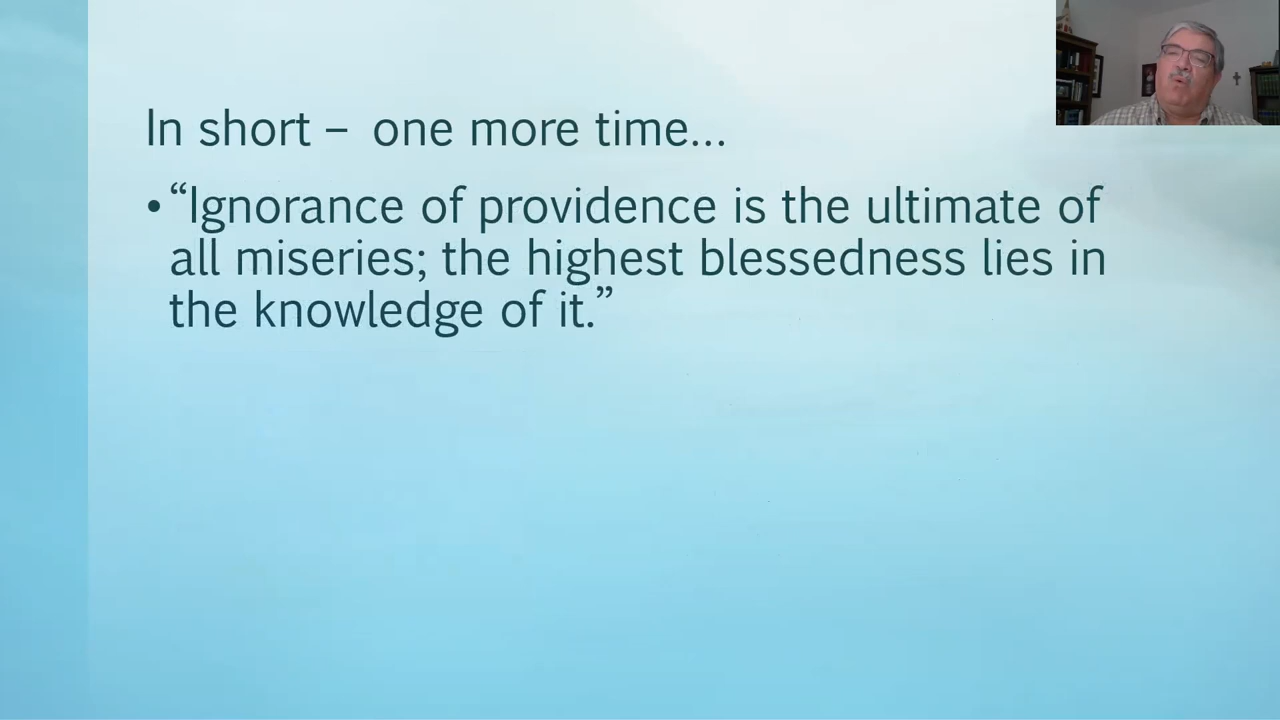 In short – one more time...
•“Ignorance of providence is the ultimate of
all miseries; the highest blessedness lies in
the knowledge of it.”